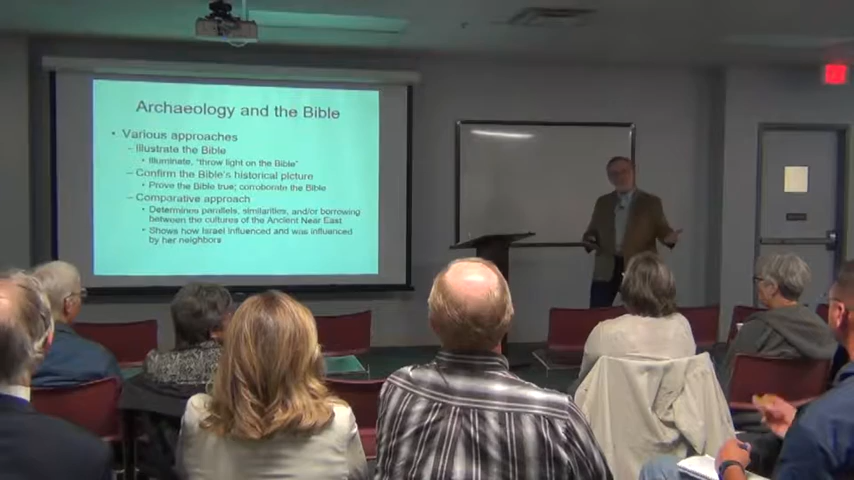 Archaeology and the Bible
• Various approaches
– Illustrate the Bible
• Illuminate, "throw light on the Bible"
– Confirm the Bible's historical picture
• Prove the Bible true; corroborate the Bible
– Comparative approach
• Determines parallels, similarities, and/or borrowing
between the cultures of the Ancient Near East
• Shows how Israel influenced and was influenced
by her neighbors
EXIT